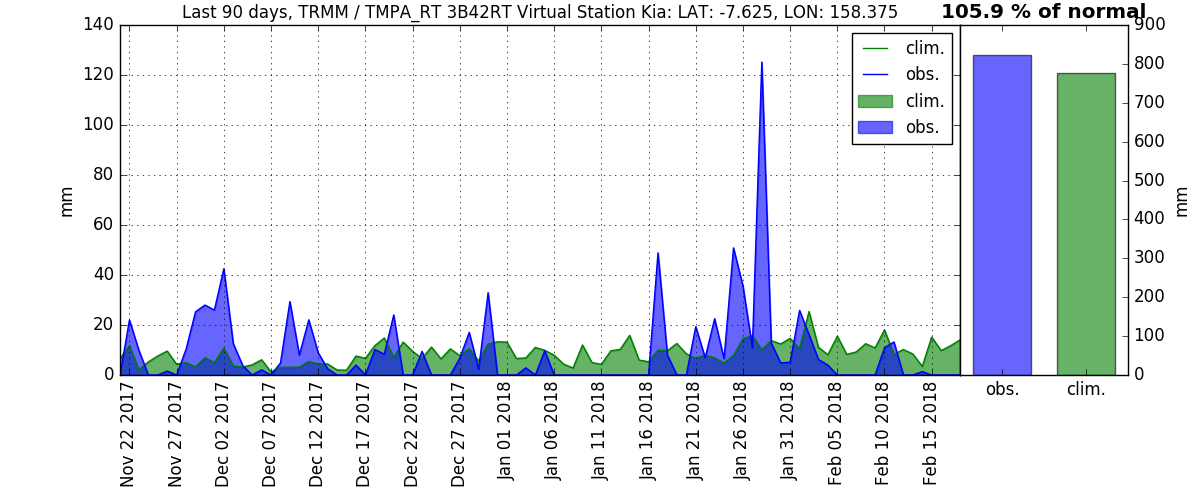 Last 90 days, TRMM / TMPA_RT 3B42RT Virtual Station Kia: LAT: -7.625, LON: 158.375
105.9 % of normal
mm
140
120
100
80
60
40
20
0
clim.
obs.
clim.
obs.
Nov 22 2017
Nov 27 2017
Dec 02 2017
Dec 07 2017
Dec 12 2017
Dec 17 2017
Dec 22 2017
Dec 27 2017
Jan 01 2018
Jan 06 2018
Jan 11 2018
Jan 16 2018
Jan 21 2018
Jan 26 2018
Jan 31 2018
Feb 05 2018
Feb 10 2018
Feb 15 2018
900
800
700
600
500
400
300
200
100
0
mm
obs.
clim.